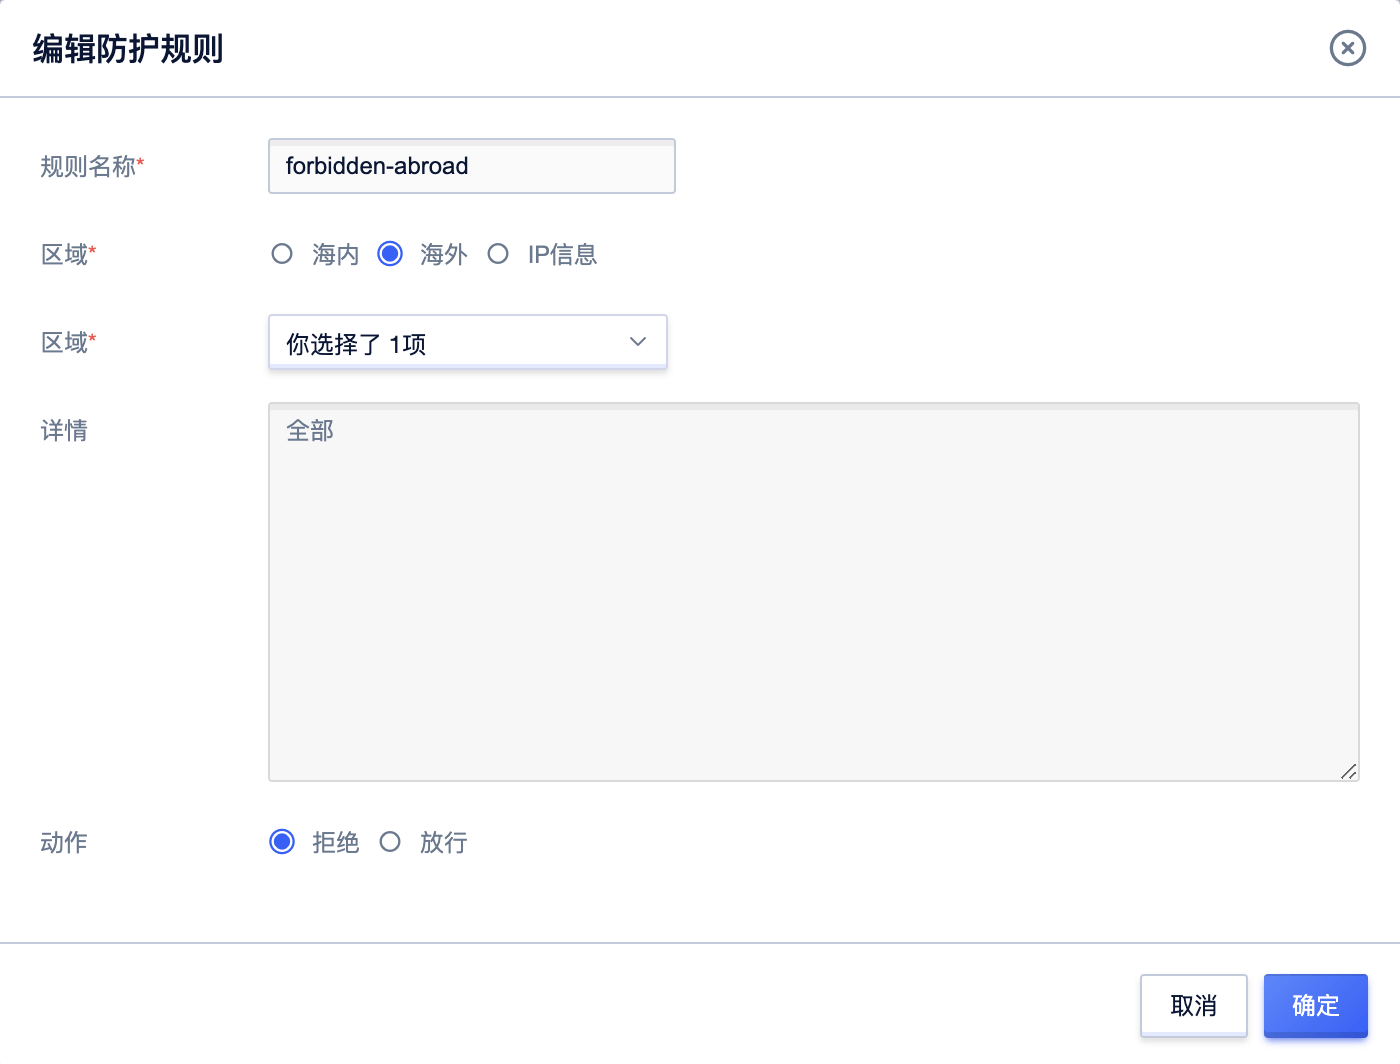 编辑防护规则
规则名称* forbidden-abroad
区域* 海内 海外 IP信息
区域* 你选择了 1项
详情 全部
动作 拒绝 放行
取消 确定